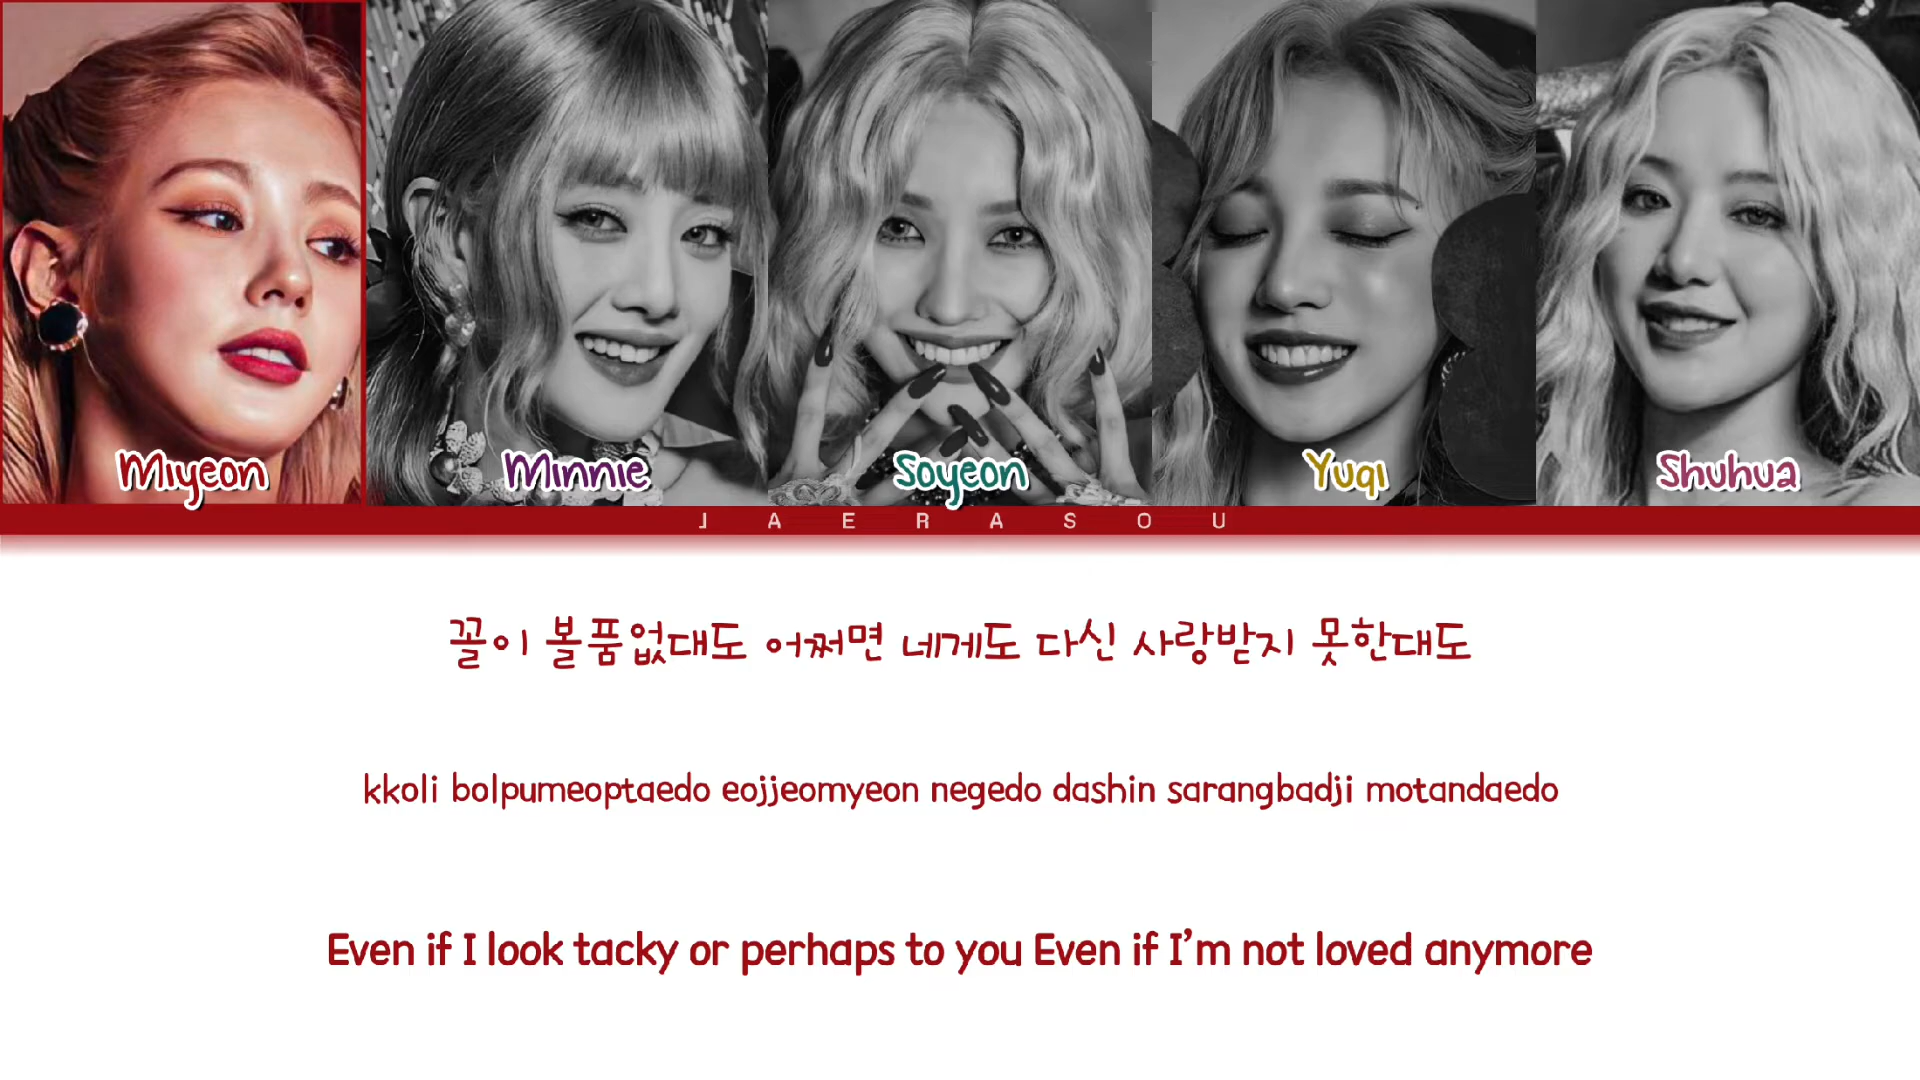 Miyeon Minnie Soyeon Yuqi Shuhua
JAERASOU
꼴이 볼품없대도 어쩌면 네게도 다신 사랑받지 못한대도
kkoli bolpumeoptaedo eojjeomyeon negedo dashin sarangbadji motandaedo
Even if I look tacky or perhaps to you Even if I'm not loved anymore